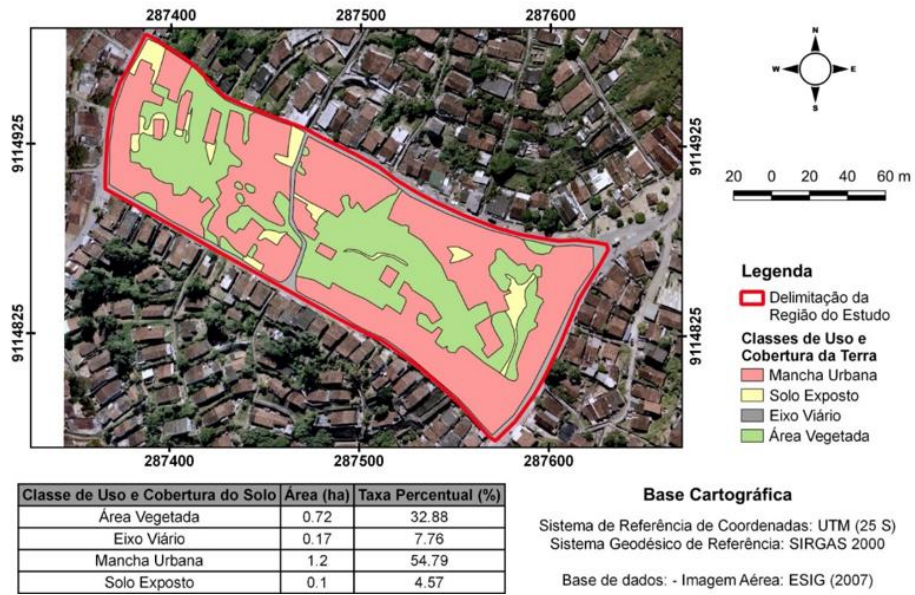 287400 287500 287600
N
W E
S
9114925 9114925
20 0 20 40 60 m
9114825 9114825
Legenda
Delimitação da
Região do Estudo
Classes de Uso e
Cobertura da Terra
Mancha Urbana
Solo Exposto
Eixo Viário
Área Vegetada
287400 287500 287600
Classe de Uso e Cobertura do Solo Área (ha) Taxa Percentual (%)
Área Vegetada 0.72 32.88
Eixo Viário 0.17 7.76
Mancha Urbana 1.2 54.79
Solo Exposto 0.1 4.57
Base Cartográfica
Sistema de Referência de Coordenadas: UTM (25 S)
Sistema Geodésico de Referência: SIRGAS 2000
Base de dados: - Imagem Aérea: ESIG (2007)